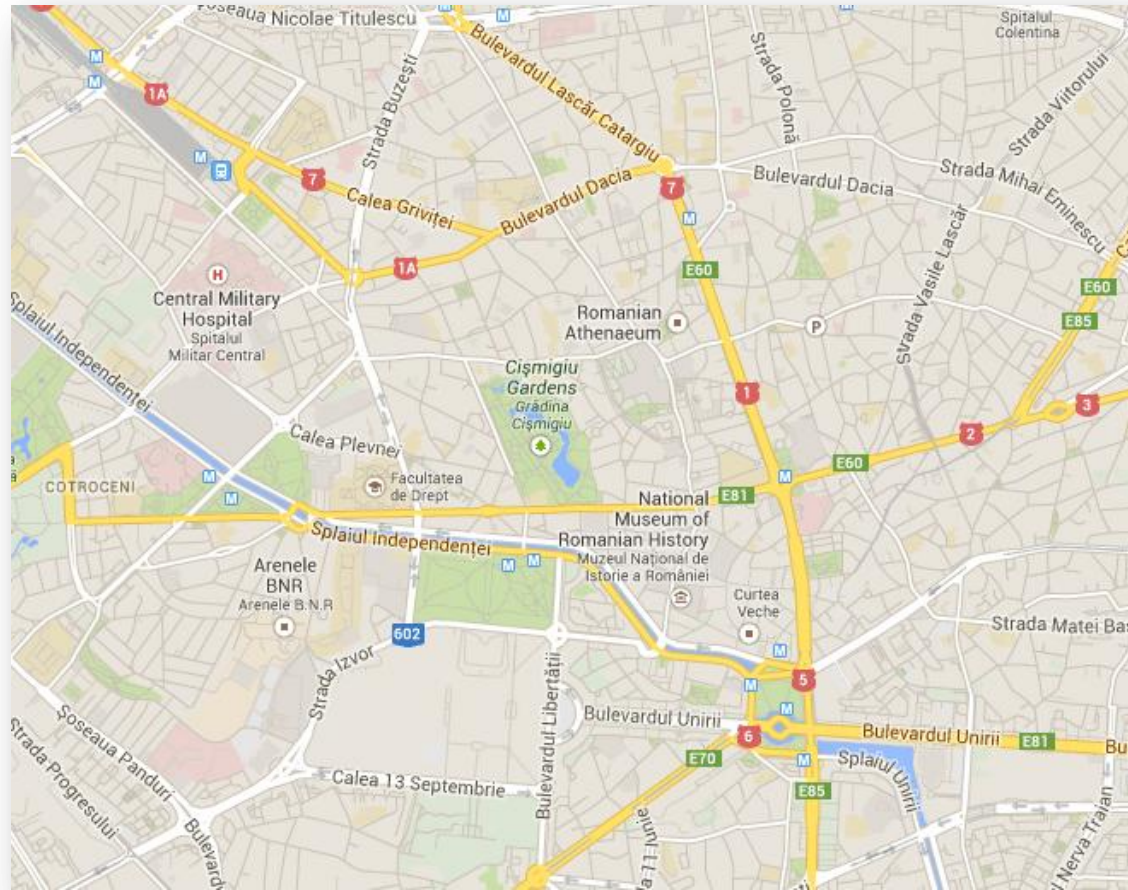 Șoseaua Nicolae Titulescu
M
Spitalul
Colentina
Bulevardul Lascăr Catargiu
Strada Polonă
Strada Viitorului
M
M
1A
Strada Buzești
M
7
Calea Griviței
Bulevardul Dacia
7
Bulevardul Dacia
Strada Mihai Eminescu
M
Strada Vasile Lascăr
1A
E60
E60
H
Central Military
Hospital
Spitalul
Militar Central
Splaiul Independenței
Romanian
Athenaeum
P
E85
Cișmigiu
Gardens
Grădina
Cișmigiu
1
3
2
Calea Plevnei
E60
M
M
M
COTROCENI
Facultatea
de Drept
E81
National
Museum of
Romanian History
Muzeul Național de
Istorie a României
Splaiul Independenței
M
M
Arenele
BNR
Arenele B.N.R
Curtea
Veche
602
Strada Matei
Strada Izvor
M
5
M
Bulevardul Libertății
Bulevardul Unirii
M
6
Bulevardul Unirii
E81
E70
M
Splaiul Unirii
Șoseaua Panduri
Strada Progresului
Calea 13 Septembrie
E85
Strada 11 Iunie
Nerva Traian